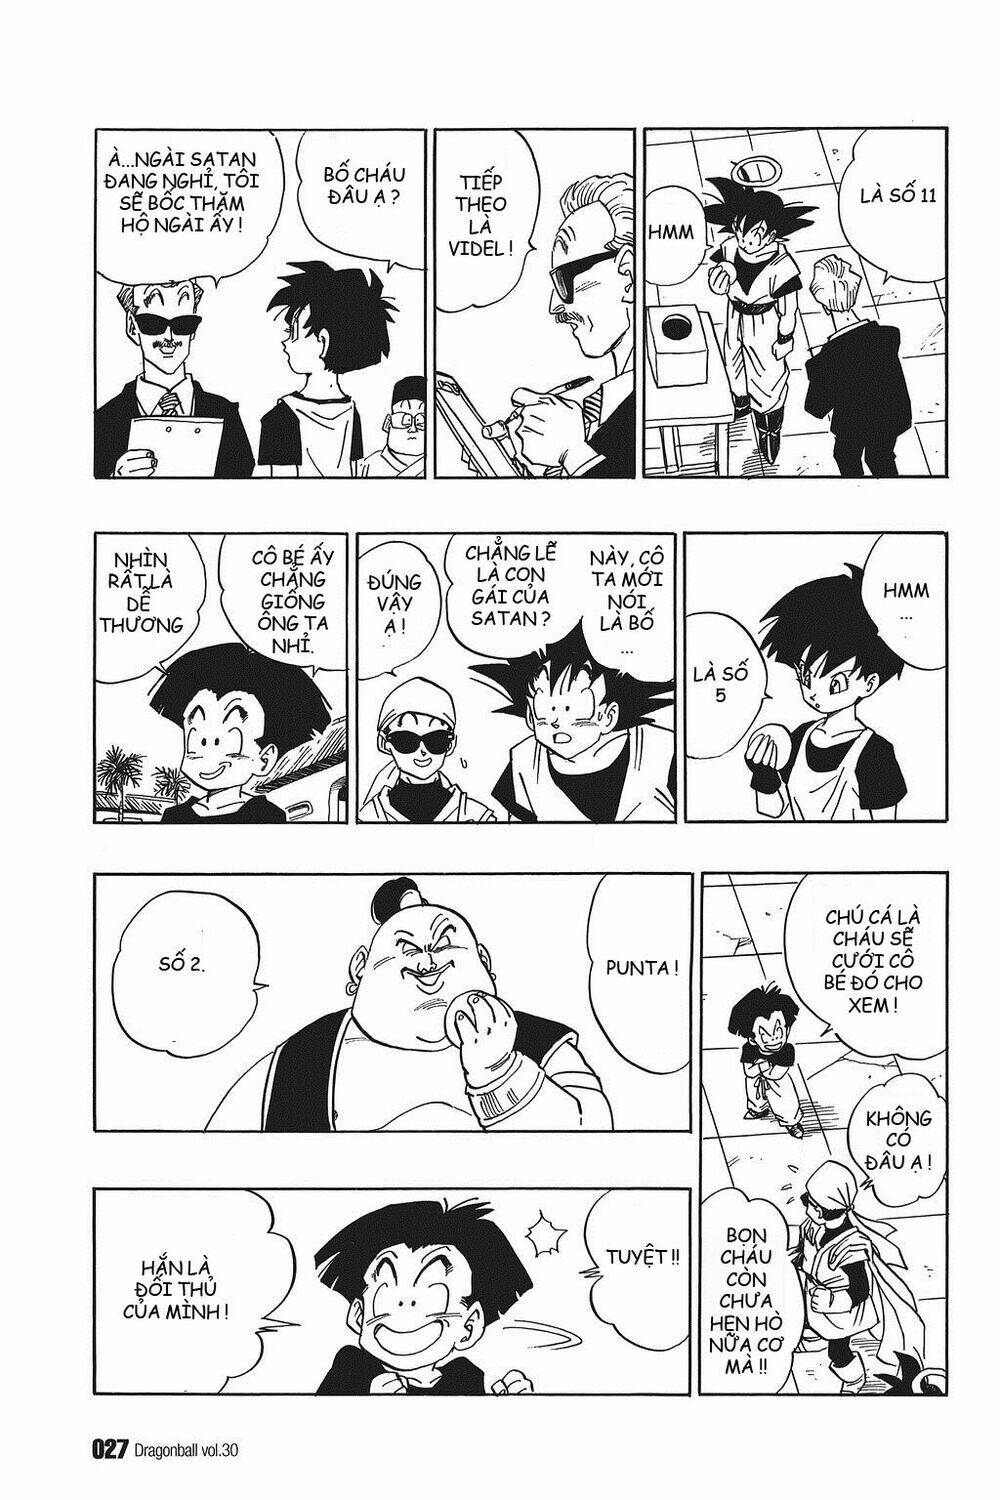 LÀ SỐ 11
HMM
TIẾP
THEO
LÀ
VIDEL !
BỐ CHÁU
ĐÂU Ạ ?
À...NGÀI SATAN
ĐANG NGHỈ, TÔI
SẼ BỐC THĂM
HỘ NGÀI ẤY !
HMM
...
LÀ SỐ
5
NÀY, CÔ
TA MỚI
NÓI
LÀ BỐ
...
CHẲNG LẼ
LÀ CON
GÁI CỦA
SATAN ?
ĐÚNG
VẬY
Ạ !
CÔ BÉ ẤY
CHẲNG
GIỐNG
ÔNG TA
NHỈ.
NHÌN
RẤT LÀ
DỄ
THƯƠNG
CHÚ CÁ LÀ
CHÁU SẼ
CƯỚI CÔ
BÉ ĐÓ CHO
XEM !
KHÔNG
CÓ
ĐÂU Ạ !
BỌN
CHÁU
CÒN
CHƯA
HẸN HÒ
NỮA CƠ
MÀ !!
PUNTA !
SỐ 2.
TUYỆT !!
HẮN LÀ
ĐỐI THỦ
CỦA MÌNH !
027 Dragonball vol.30